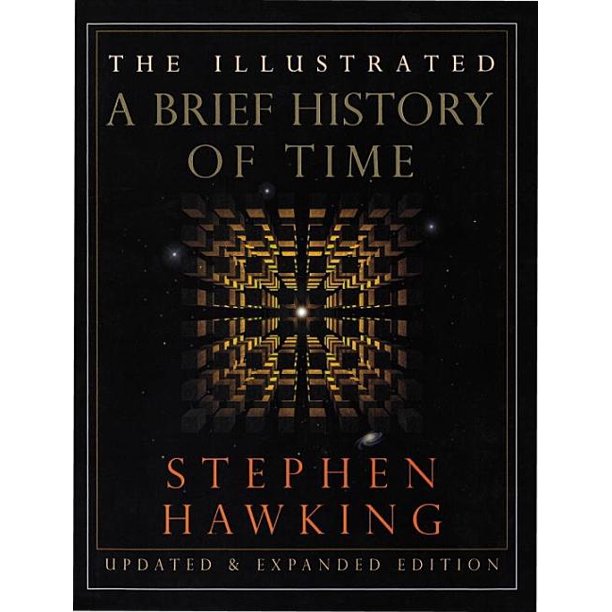 THE ILLUSTRATED
A BRIEF HISTORY
OF TIME
STEPHEN
HAWKING
UPDATED & EXPANDED EDITION